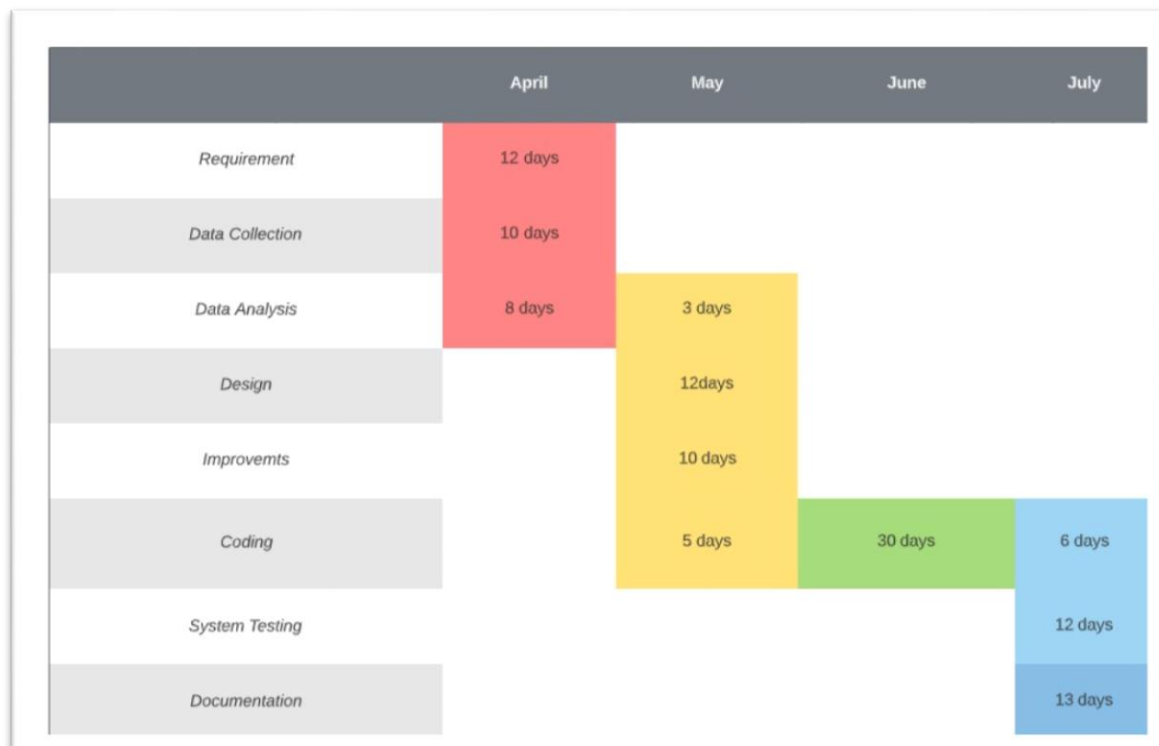 April May June July
Requirement 12 days
Data Collection 10 days
Data Analysis 8 days 3 days
Design 12days
Improvemts 10 days
Coding 5 days 30 days 6 days
System Testing 12 days
Documentation 13 days